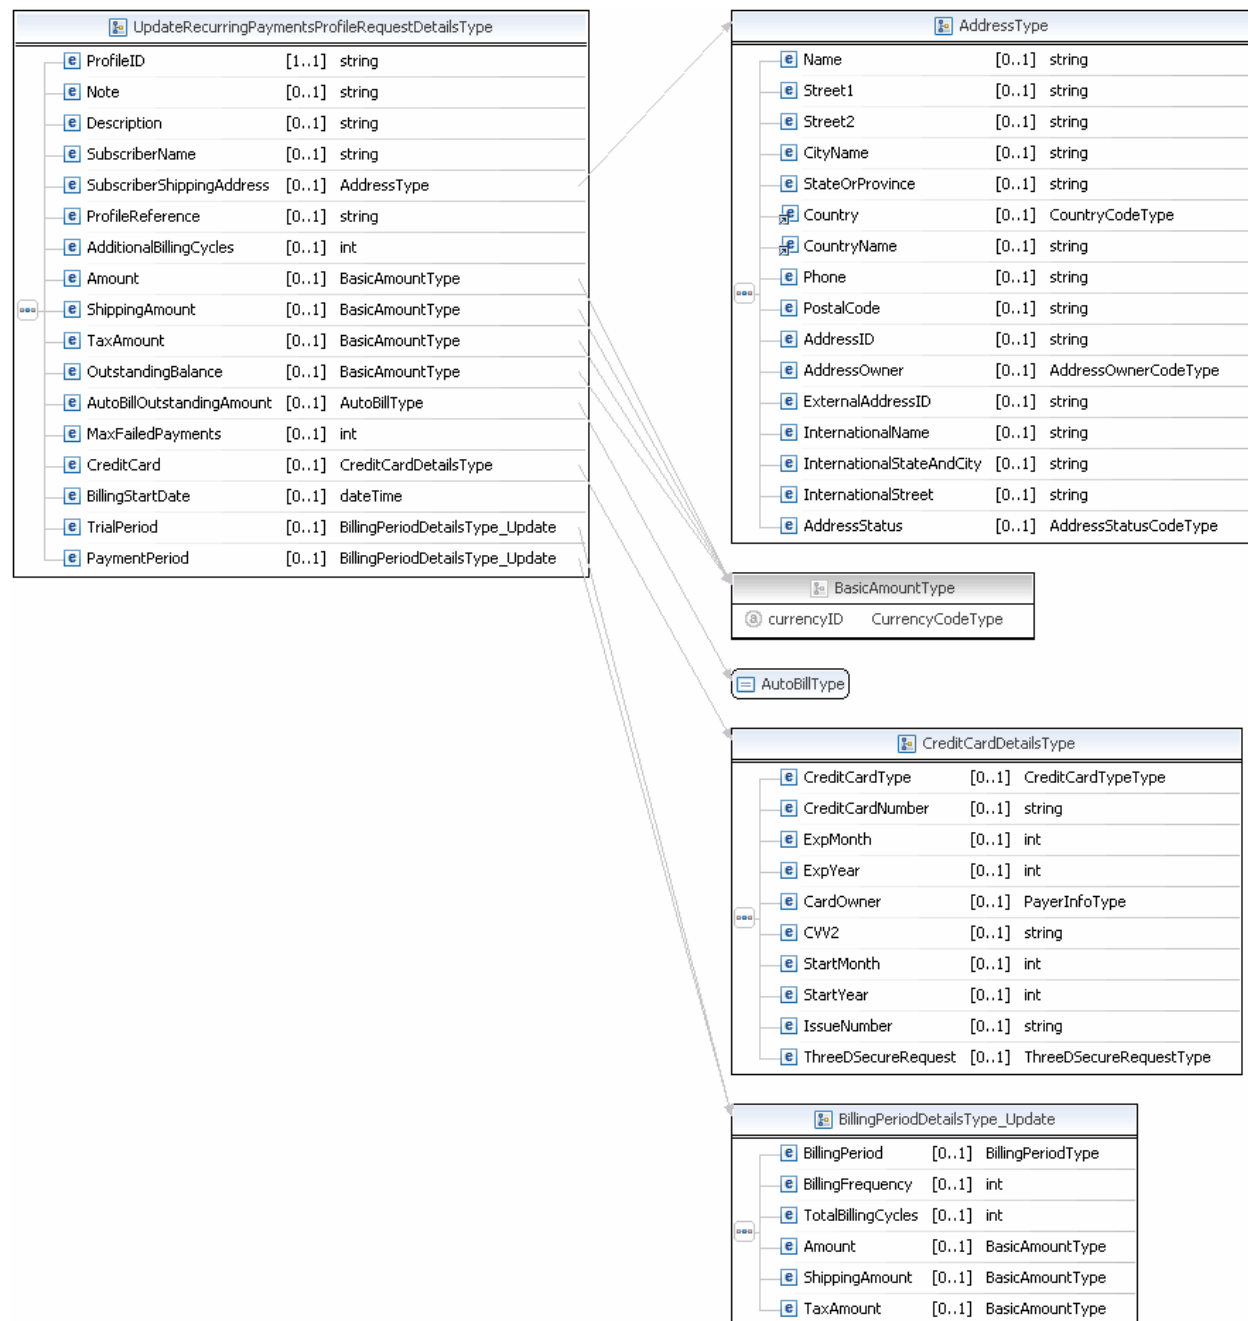 UpdateRecurringPaymentsProfileRequestDetailsType
ProfileID [1..1] string
Note [0..1] string
Description [0..1] string
SubscriberName [0..1] string
SubscriberShippingAddress [0..1] AddressType
ProfileReference [0..1] string
AdditionalBillingCycles [0..1] int
Amount [0..1] BasicAmountType
ShippingAmount [0..1] BasicAmountType
TaxAmount [0..1] BasicAmountType
OutstandingBalance [0..1] BasicAmountType
AutoBillOutstandingAmount [0..1] AutoBillType
MaxFailedPayments [0..1] int
CreditCard [0..1] CreditCardDetailsType
BillingStartDate [0..1] dateTime
TrialPeriod [0..1] BillingPeriodDetailsType_Update
PaymentPeriod [0..1] BillingPeriodDetailsType_Update
AddressType
Name [0..1] string
Street1 [0..1] string
Street2 [0..1] string
CityName [0..1] string
StateOrProvince [0..1] string
Country [0..1] CountryCodeType
CountryName [0..1] string
Phone [0..1] string
PostalCode [0..1] string
AddressID [0..1] string
AddressOwner [0..1] AddressOwnerCodeType
ExternalAddressID [0..1] string
InternationalName [0..1] string
InternationalStateAndCity [0..1] string
InternationalStreet [0..1] string
AddressStatus [0..1] AddressStatusCodeType
BasicAmountType
currencyID CurrencyCodeType
AutoBillType
CreditCardDetailsType
CreditCardType [0..1] CreditCardTypeType
CreditCardNumber [0..1] string
ExpMonth [0..1] int
ExpYear [0..1] int
CardOwner [0..1] PayerInfoType
CVV2 [0..1] string
StartMonth [0..1] int
StartYear [0..1] int
IssueNumber [0..1] string
ThreeDSecureRequest [0..1] ThreeDSecureRequestType
BillingPeriodDetailsType_Update
BillingPeriod [0..1] BillingPeriodType
BillingFrequency [0..1] int
TotalBillingCycles [0..1] int
Amount [0..1] BasicAmountType
ShippingAmount [0..1] BasicAmountType
TaxAmount [0..1] BasicAmountType